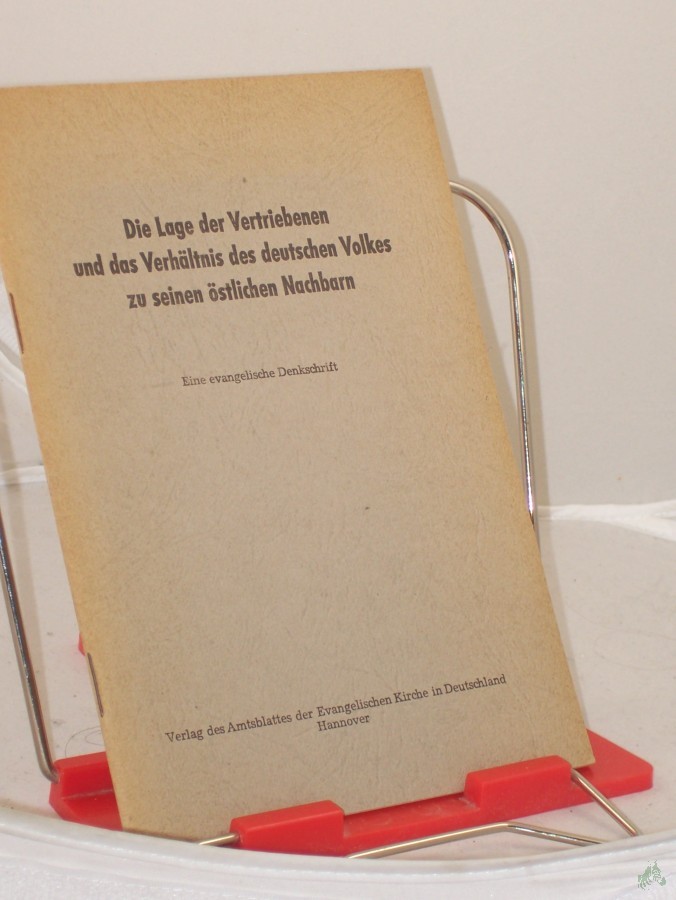 Die Lage der Vertriebenen
und das Verhältnis des deutschen Volkes
zu seinen östlichen Nachbarn
Eine evangelische Denkschrift
Verlag des Amtsblattes der Evangelischen Kirche in Deutschland
Hannover